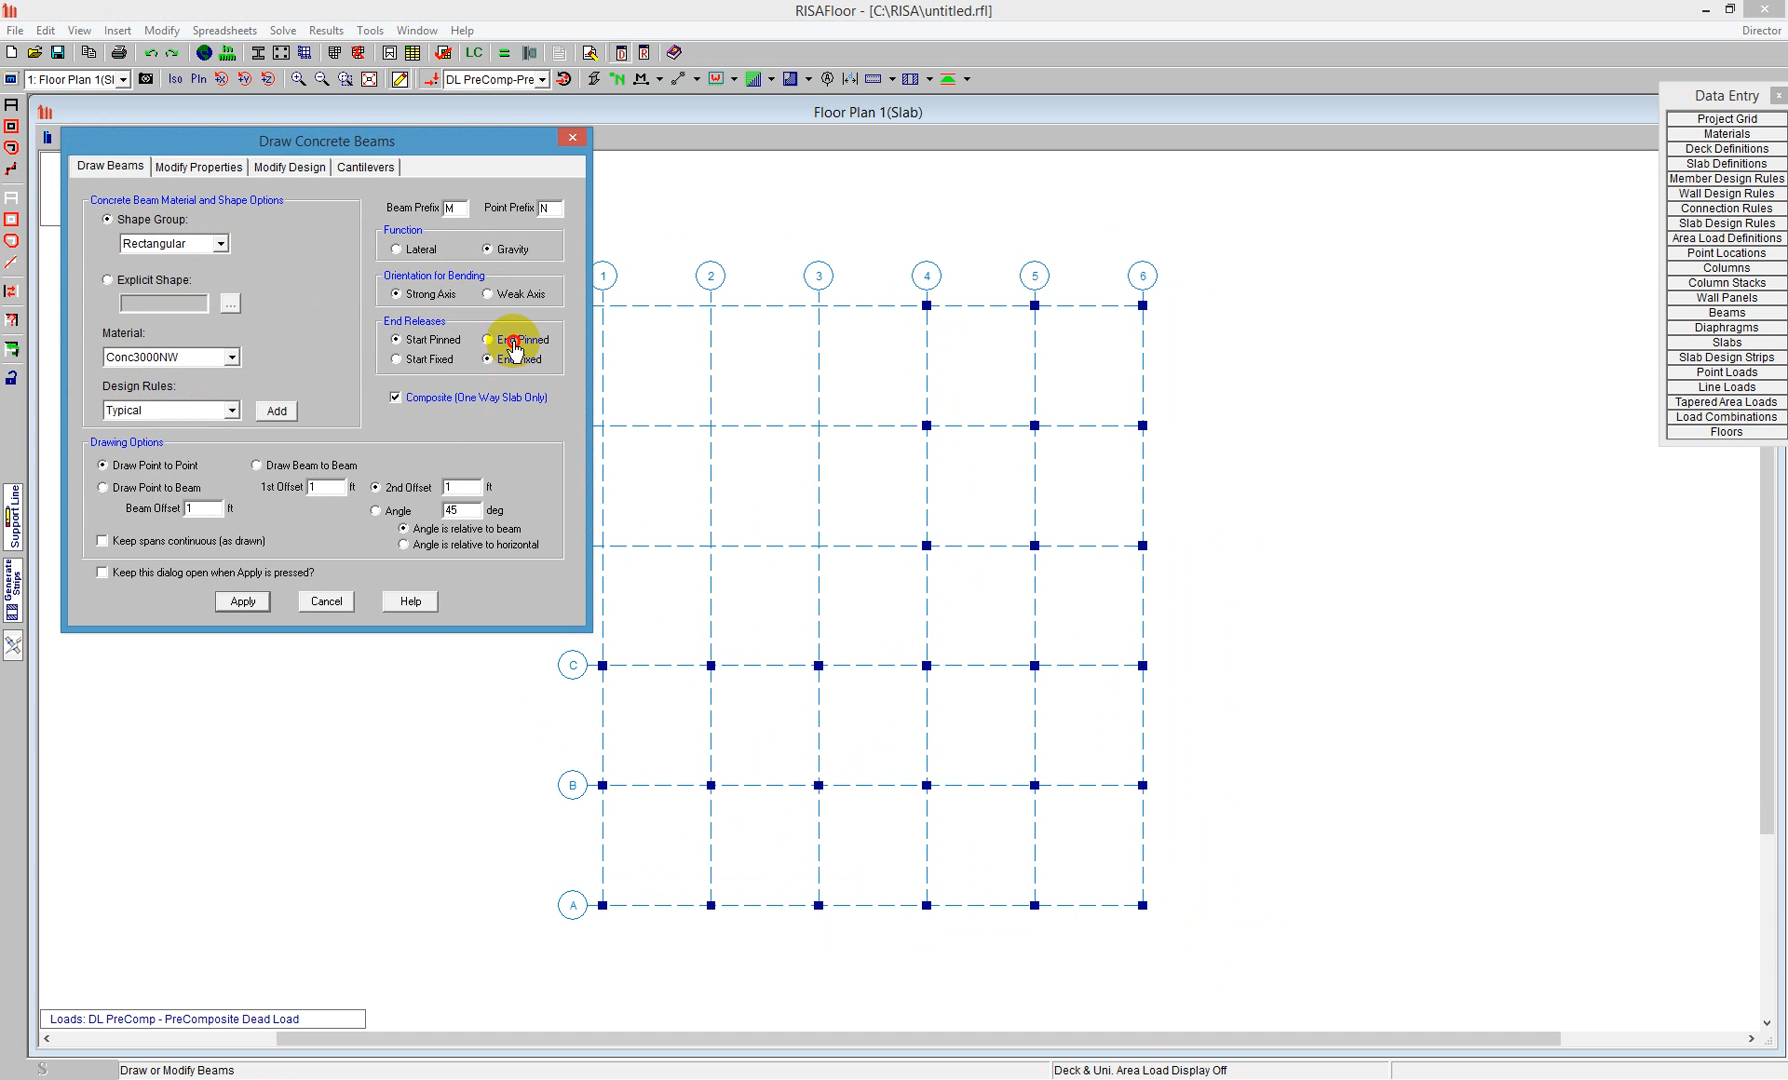 RISAFloor - [C:\RISA\untitled.rfl]
File Edit View Insert Modify Spreadsheets Solve Results Tools Window Help Director
LC
1: Floor Plan 1(Sl Iso Pln DL PreComp-Pre
Floor Plan 1(Slab)
Draw Concrete Beams
Draw Beams Modify Properties Modify Design Cantilevers
Concrete Beam Material and Shape Options
Shape Group:
Rectangular
Explicit Shape:
...
Material:
Conc3000NW
Design Rules:
Typical Add
Beam Prefix M Point Prefix N
Function
Lateral Gravity
Orientation for Bending
Strong Axis Weak Axis
End Releases
Start Pinned End Pinned
Start Fixed End Fixed
Composite (One Way Slab Only)
Drawing Options
Draw Point to Point Draw Beam to Beam
Draw Point to Beam 1st Offset 1 ft 2nd Offset 1 ft
Beam Offset 1 ft Angle 45 deg
Angle is relative to beam
Keep spans continuous (as drawn) Angle is relative to horizontal
Keep this dialog open when Apply is pressed?
Apply Cancel Help
1 2 3 4 5 6
C
B
A
Data Entry
Project Grid
Materials
Deck Definitions
Slab Definitions
Member Design Rules
Wall Design Rules
Connection Rules
Slab Design Rules
Area Load Definitions
Point Locations
Columns
Column Stacks
Wall Panels
Beams
Diaphragms
Slabs
Slab Design Strips
Point Loads
Line Loads
Tapered Area Loads
Load Combinations
Floors
Support Line
Generate Strips
Loads: DL PreComp - PreComposite Dead Load
S Draw or Modify Beams Deck & Uni. Area Load Display Off